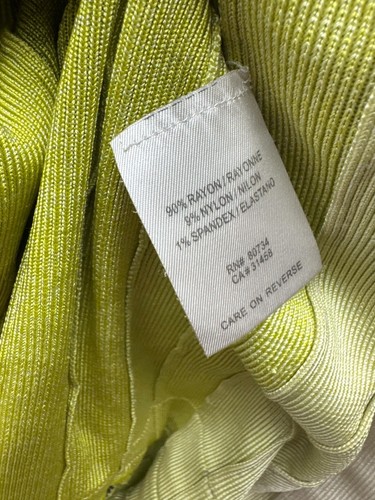 90% RAYON / RAYONNE
9% NYLON / NILON
1% SPANDEX / ELASTANO
RN# 80734
CA# 31458
CARE ON REVERSE